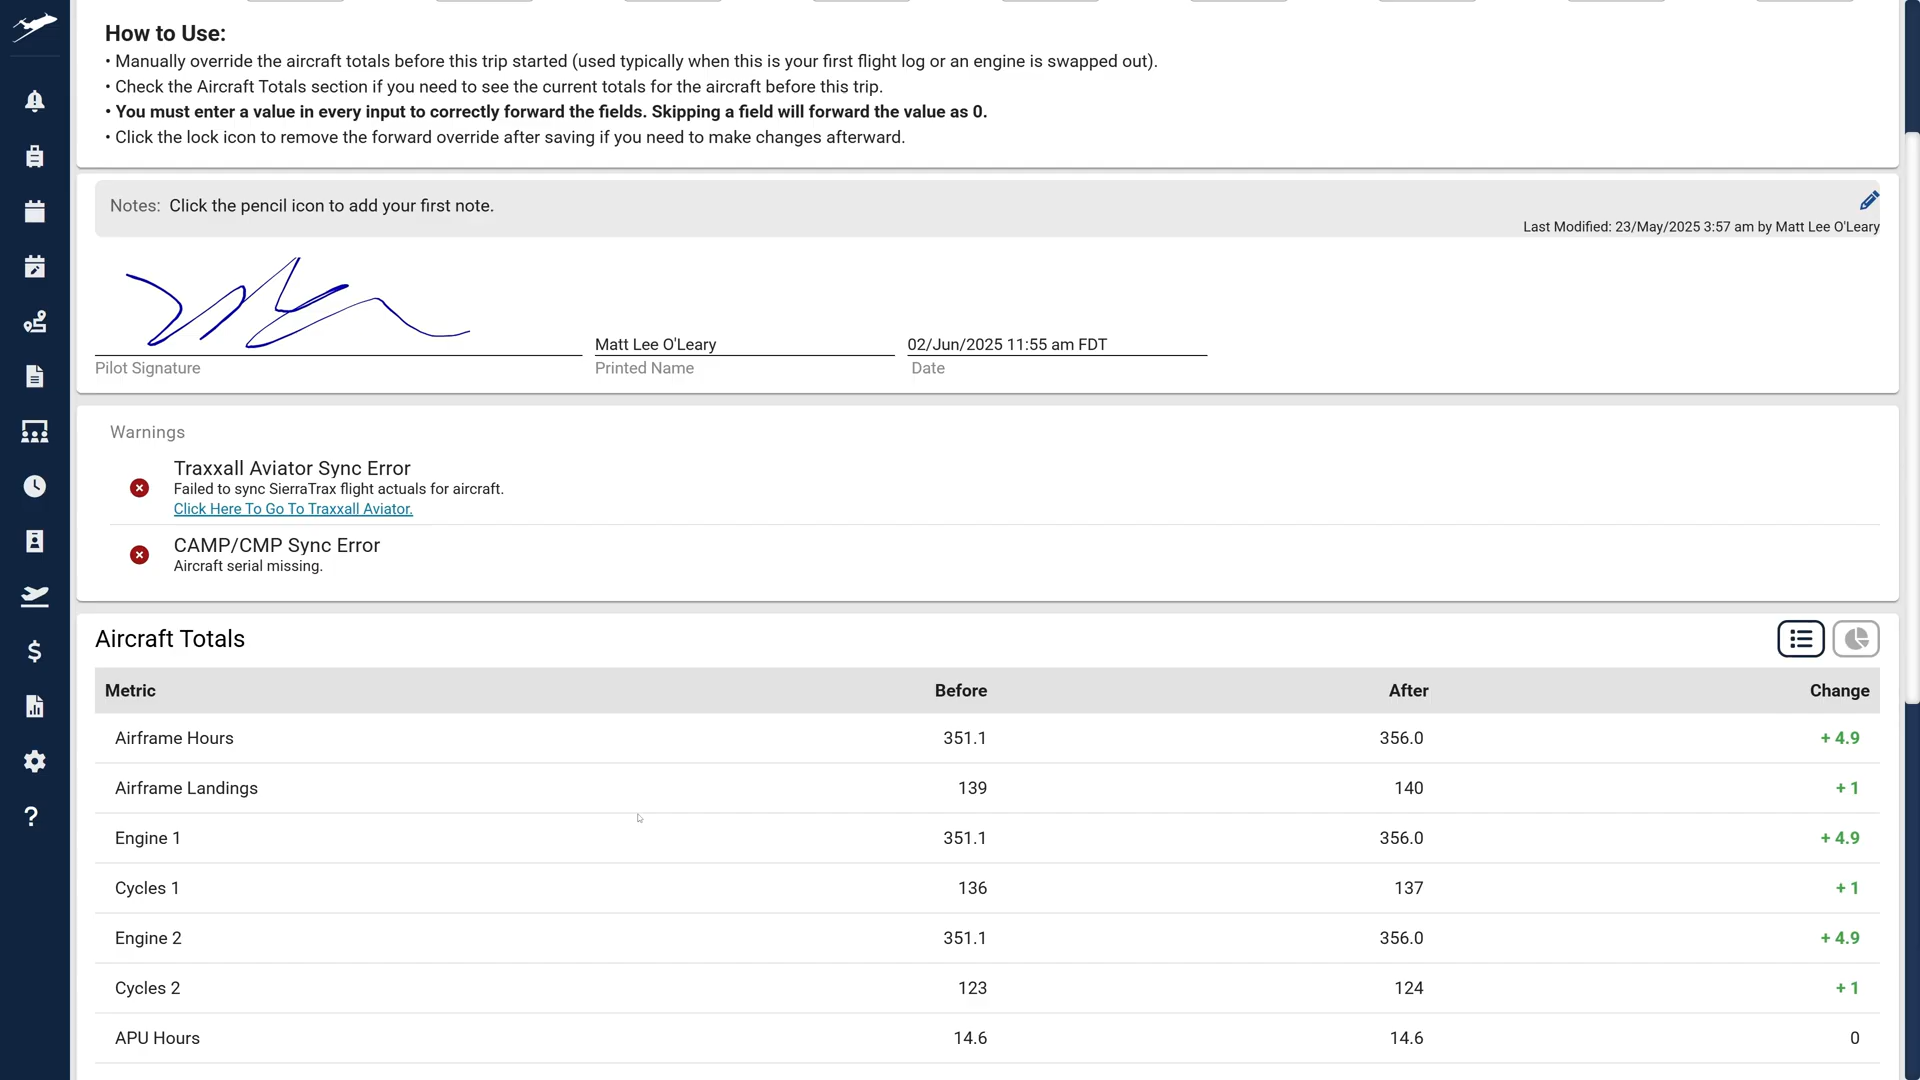 How to Use:
• Manually override the aircraft totals before this trip started (used typically when this is your first flight log or an engine is swapped out).
• Check the Aircraft Totals section if you need to see the current totals for the aircraft before this trip.
• You must enter a value in every input to correctly forward the fields. Skipping a field will forward the value as 0.
• Click the lock icon to remove the forward override after saving if you need to make changes afterward.
Notes: Click the pencil icon to add your first note.
Last Modified: 23/May/2025 3:57 am by Matt Lee O'Leary
Matt Lee O'Leary 02/Jun/2025 11:55 am FDT
Pilot Signature Printed Name Date
Warnings
Traxxall Aviator Sync Error
Failed to sync SierraTrax flight actuals for aircraft.
Click Here To Go To Traxxall Aviator.
CAMP/CMP Sync Error
Aircraft serial missing.
Aircraft Totals
Metric Before After Change
Airframe Hours 351.1 356.0 + 4.9
Airframe Landings 139 140 + 1
Engine 1 351.1 356.0 + 4.9
Cycles 1 136 137 + 1
Engine 2 351.1 356.0 + 4.9
Cycles 2 123 124 + 1
APU Hours 14.6 14.6 0